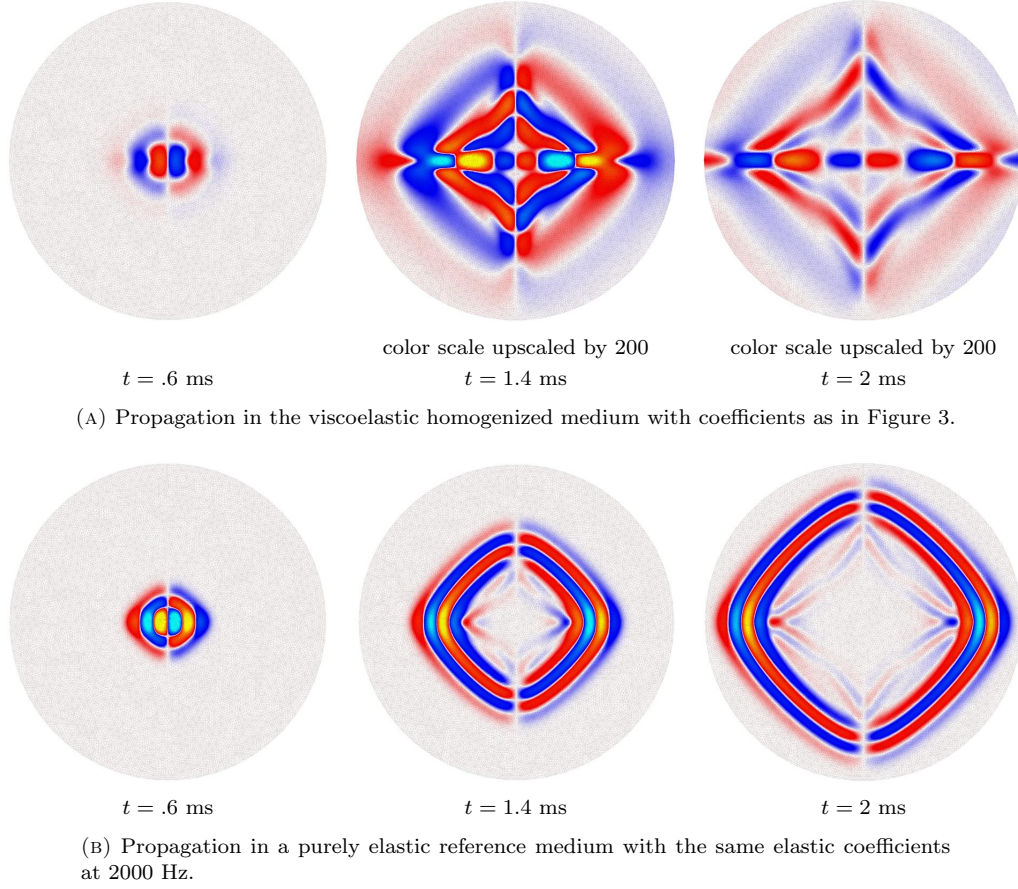 color scale upscaled by 200
color scale upscaled by 200
t = .6 ms
t = 1.4 ms
t = 2 ms
(A) Propagation in the viscoelastic homogenized medium with coefficients as in Figure 3.
t = .6 ms
t = 1.4 ms
t = 2 ms
(B) Propagation in a purely elastic reference medium with the same elastic coefficients
at 2000 Hz.